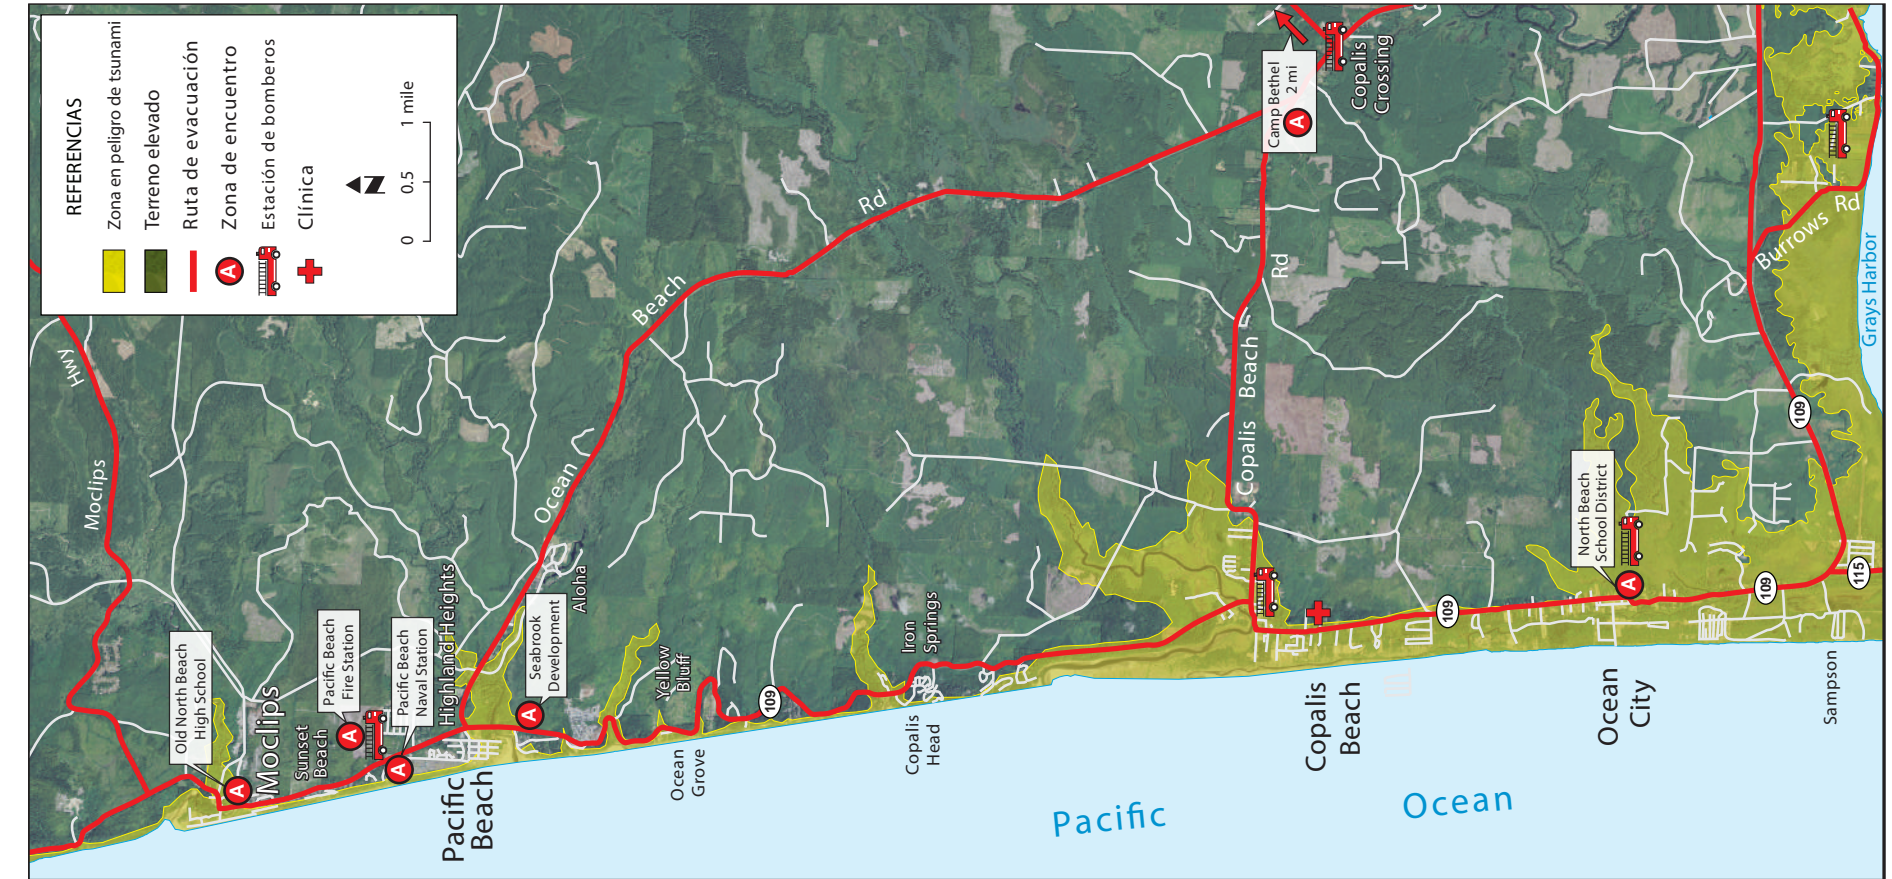 REFERENCIAS
Zona en peligro de tsunami
Terreno elevado
Ruta de evacuación
A
Zona de encuentro
Estación de bomberos
Clínica
N
0
0.5
1 mile
Moclips
Hwy
Old North Beach
High School
A
Moclips
Sunset
Beach
Pacific Beach
Fire Station
A
Pacific Beach
Naval Station
A
Highland Heights
Pacific
Beach
Seabrook
Development
A
Aloha
Ocean
Beach
Rd
Yellow
Bluff
Ocean
Grove
109
Iron
Springs
Copalis
Head
Pacific
Ocean
Copalis
Beach
Copalis
Beach
Rd
Camp Bethel
2 mi
A
Copalis
Crossing
109
North Beach
School District
A
Ocean
City
109
115
109
Sampson
Burrows
Rd
Grays Harbor